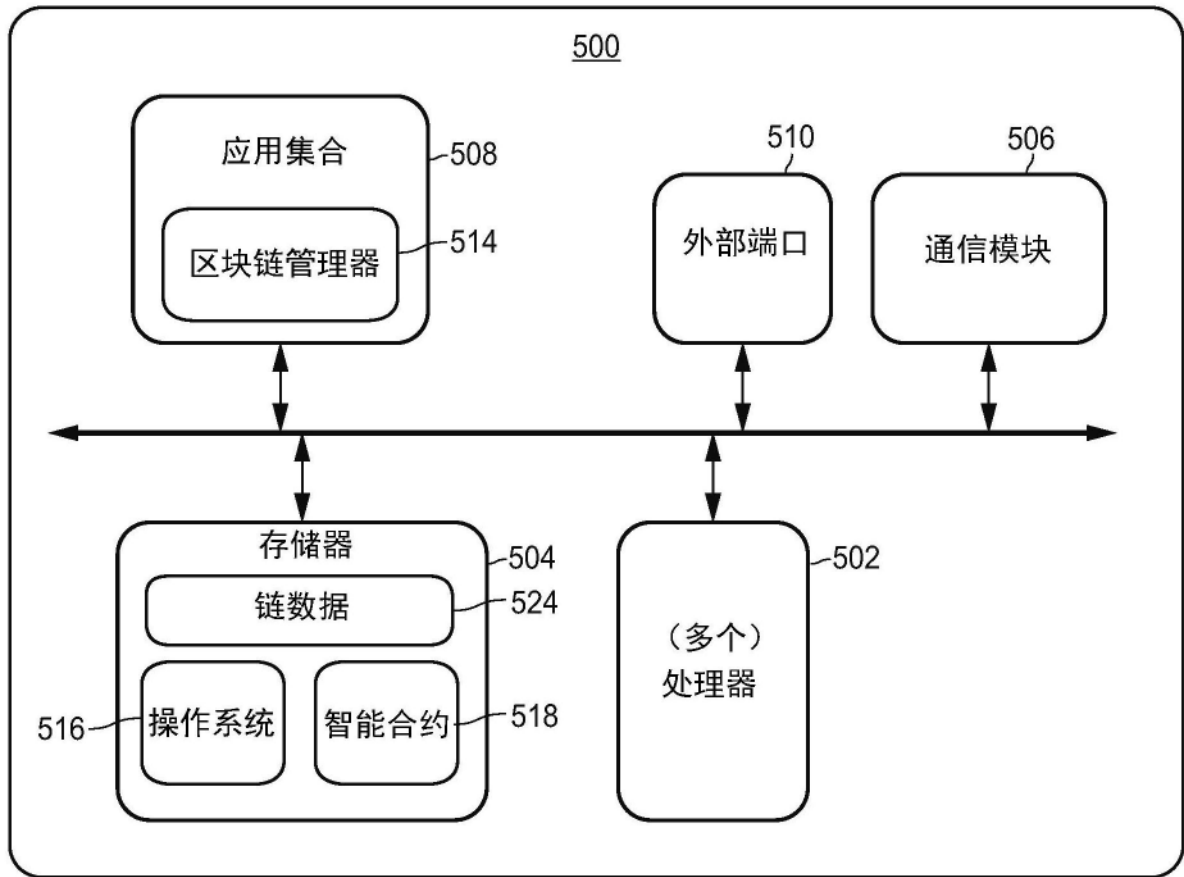 500
应用集合
508
区块链管理器
514
510
外部端口
506
通信模块
存储器
504
链数据
524
516
操作系统
智能合约
518
502
（多个）
处理器